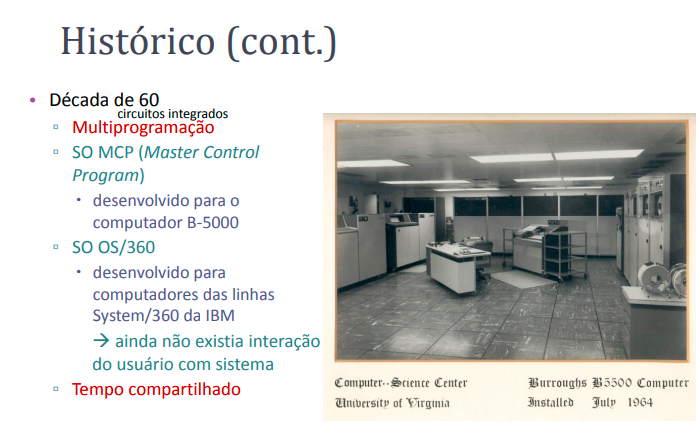 Histórico (cont.)
• Década de 60
circuitos integrados
▫ Multiprogramação
▫ SO MCP (Master Control
Program)
• desenvolvido para o
computador B-5000
▫ SO OS/360
• desenvolvido para
computadores das linhas
System/360 da IBM
→ ainda não existia interação
do usuário com sistema
▫ Tempo compartilhado
Computer--Science Center
University of Virginia
Burroughs B5500 Computer
Installed July 1964